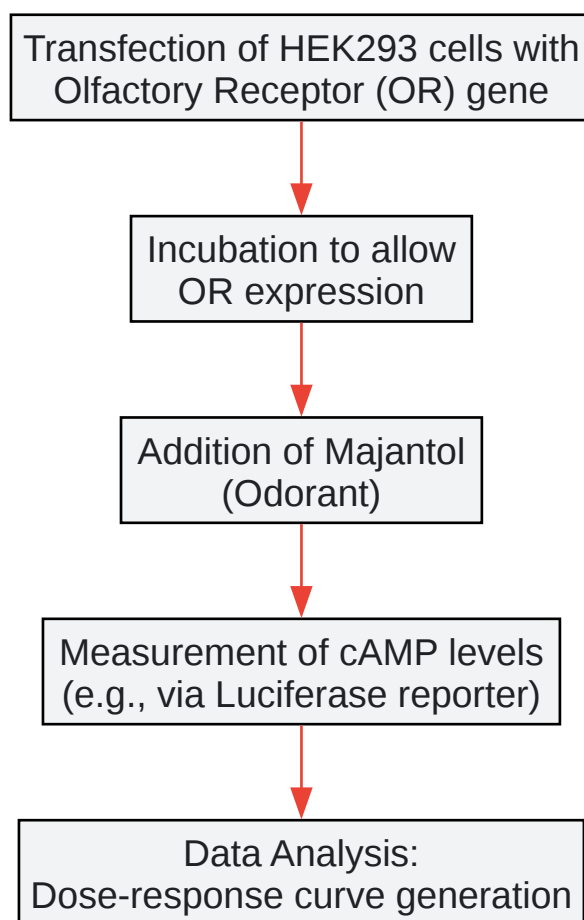 Transfection of HEK293 cells with
Olfactory Receptor (OR) gene
Incubation to allow
OR expression
Addition of Majantol
(Odorant)
Measurement of cAMP levels
(e.g., via Luciferase reporter)
Data Analysis:
Dose-response curve generation